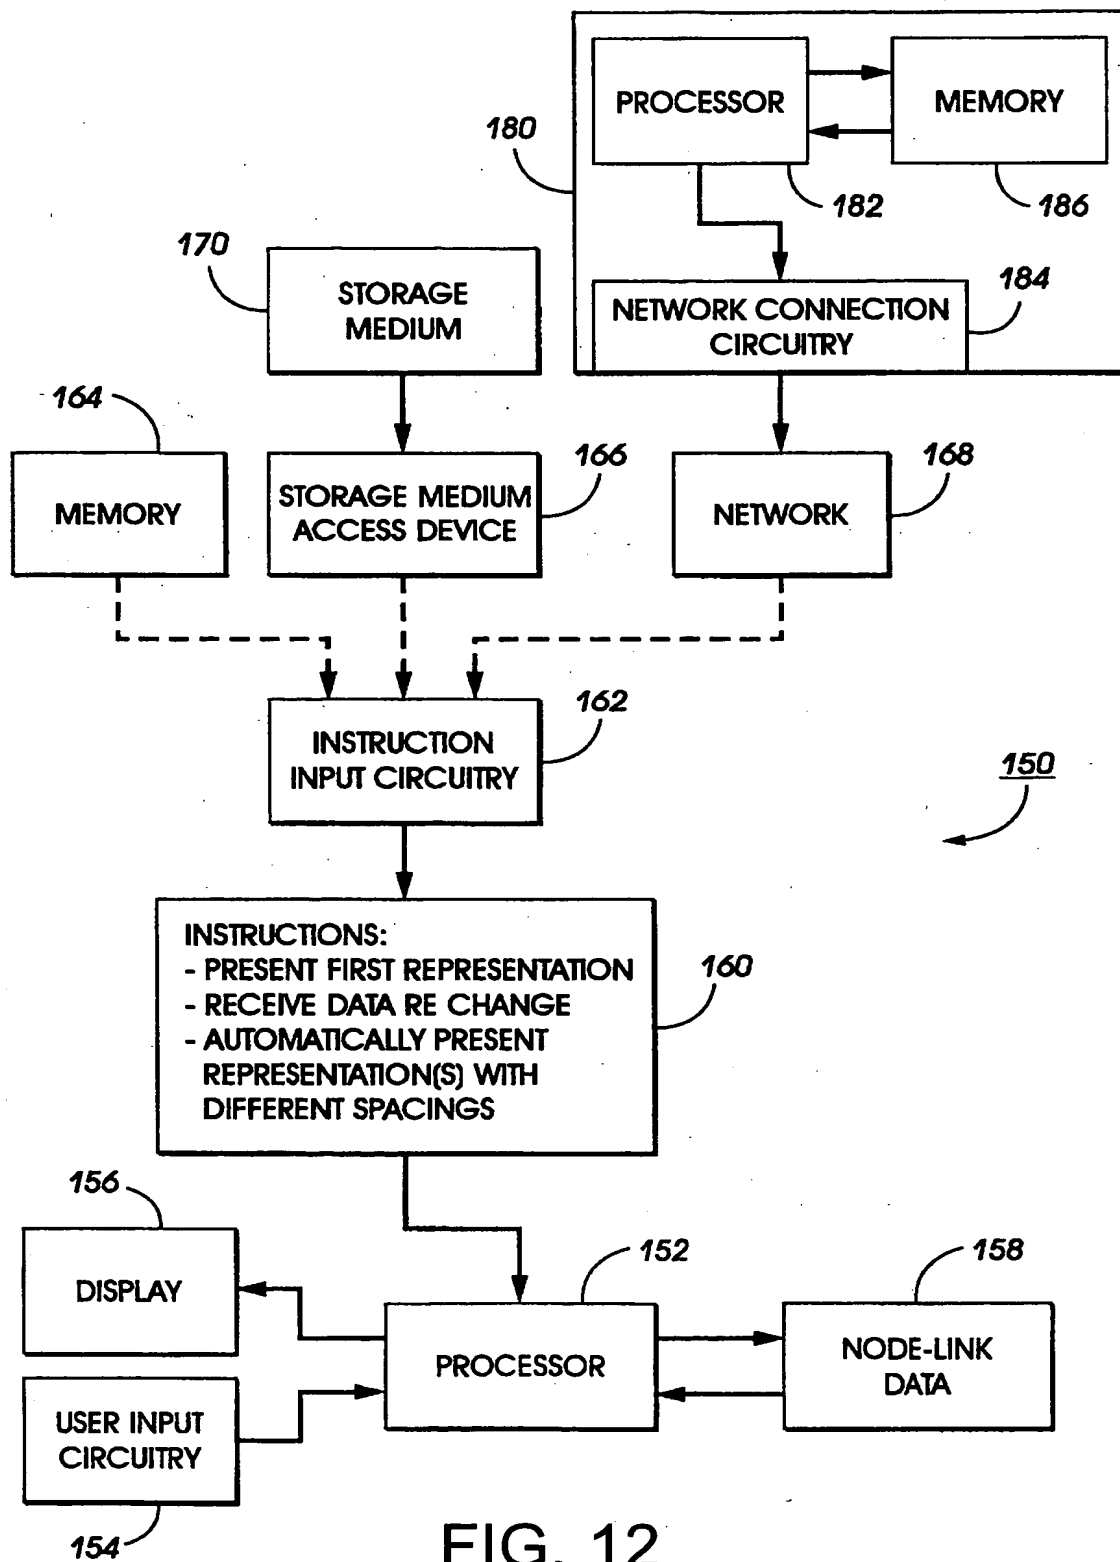 PROCESSOR
MEMORY
180
182
186
170
STORAGE
MEDIUM
NETWORK CONNECTION
CIRCUITRY
184
164
MEMORY
STORAGE MEDIUM
ACCESS DEVICE
166
NETWORK
168
INSTRUCTION
INPUT CIRCUITRY
162
150
INSTRUCTIONS:
- PRESENT FIRST REPRESENTATION
- RECEIVE DATA RE CHANGE
- AUTOMATICALLY PRESENT
REPRESENTATION(S) WITH
DIFFERENT SPACINGS
160
156
DISPLAY
152
PROCESSOR
158
NODE-LINK
DATA
USER INPUT
CIRCUITRY
154
FIG. 12